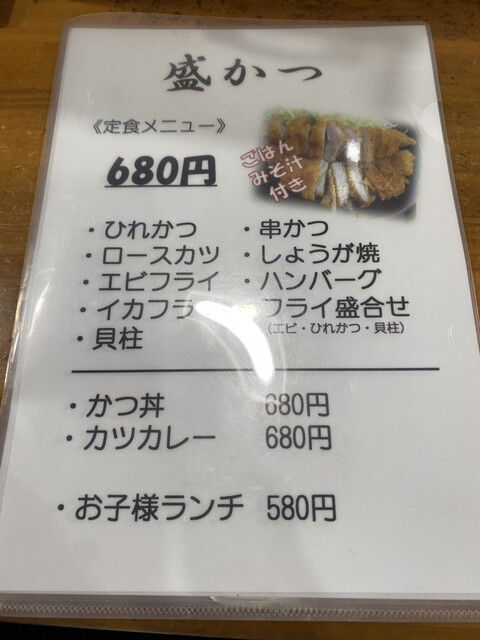 盛かつ
《定食メニュー》
680円
ごはん
みそ汁
付き
・ひれかつ
・ロースカツ
・エビフライ
・イカフラ
・貝柱
・串かつ
・しょうが焼
・ハンバーグ
フライ盛合せ
(エビ・ひれかつ・貝柱)
・かつ丼 680円
・カツカレー 680円
・お子様ランチ 580円